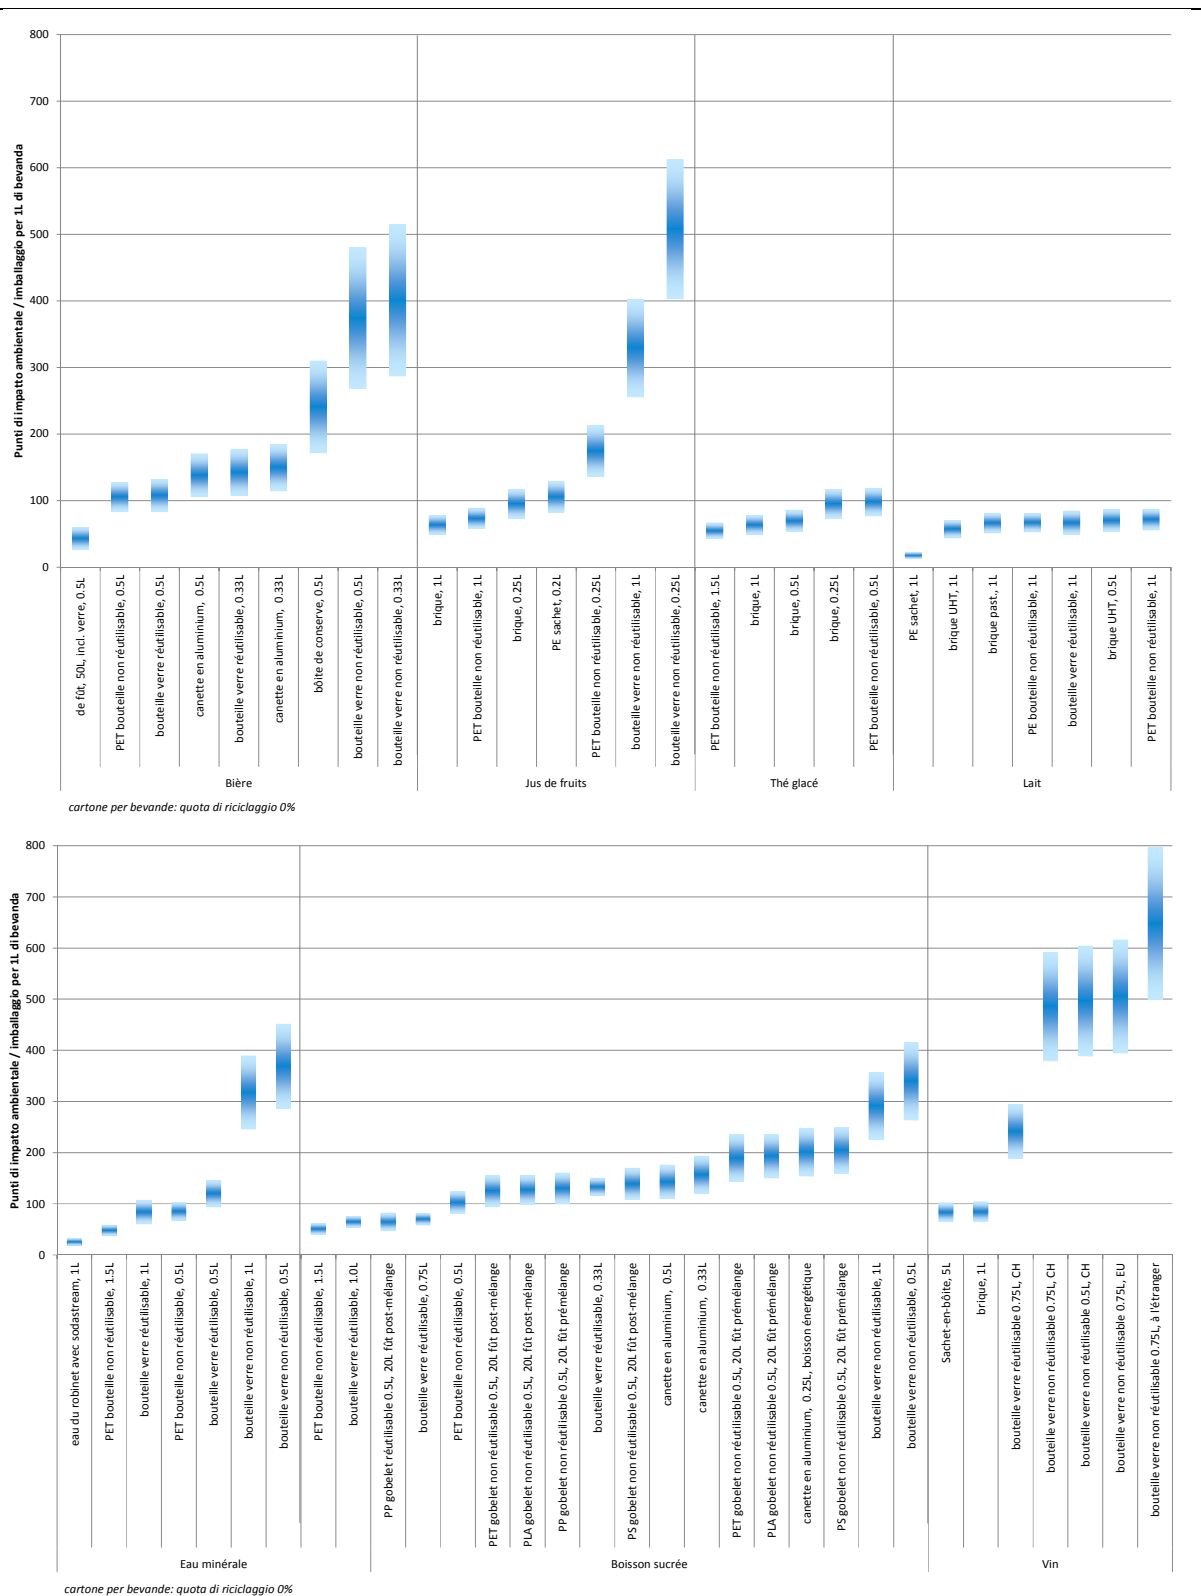 800
700
600
500
400
300
200
100
0
Punti di impatto ambientale / imballaggio per 1L di bevanda
de fût, 50L, incl. verre, 0.5L
PET bouteille non réutilisable, 0.5L
bouteille verre réutilisable, 0.5L
canette en aluminium, 0.5L
bouteille verre réutilisable, 0.33L
canette en aluminium, 0.33L
bôite de conserve, 0.5L
bouteille verre non réutilisable, 0.5L
bouteille verre non réutilisable, 0.33L
brique, 1L
PET bouteille non réutilisable, 1L
brique, 0.25L
PE sachet, 0.2L
PET bouteille non réutilisable, 0.25L
bouteille verre non réutilisable, 1L
bouteille verre non réutilisable, 0.25L
PET bouteille non réutilisable, 1.5L
brique, 1L
brique, 0.5L
brique, 0.25L
PET bouteille non réutilisable, 0.5L
PE sachet, 1L
brique UHT, 1L
brique past., 1L
PE bouteille non réutilisable, 1L
bouteille verre réutilisable, 1L
brique UHT, 0.5L
PET bouteille non réutilisable, 1L
Bière
Jus de fruits
Thé glacé
Lait
cartone per bevande: quota di riciclaggio 0%
800
700
600
500
400
300
200
100
0
Punti di impatto ambientale / imballaggio per 1L di bevanda
eau du robinet avec sodastream, 1L
PET bouteille non réutilisable, 1.5L
bouteille verre réutilisable, 1L
PET bouteille non réutilisable, 0.5L
bouteille verre réutilisable, 0.5L
bouteille verre non réutilisable, 1L
bouteille verre non réutilisable, 0.5L
PET bouteille non réutilisable, 1.5L
bouteille non réutilisable, 1.0L
PP gobelet réutilisable 0.5L, 20L fût post-mélange
bouteille verre réutilisable, 0.75L
PET bouteille non réutilisable, 0.5L
PET gobelet non réutilisable 0.5L, 20L fût post-mélange
PLA gobelet non réutilisable 0.5L, 20L fût post-mélange
PP gobelet non réutilisable 0.5L, 20L fût prémélange
bouteille verre réutilisable, 0.33L
PS gobelet non réutilisable 0.5L, 20L fût post-mélange
canette en aluminium, 0.5L
canette en aluminium, 0.33L
PET gobelet non réutilisable 0.5L, 20L fût prémélange
PLA gobelet non réutilisable 0.5L, 20L fût prémélange
canette en aluminium, 0.25L, boisson énergétique
PS gobelet non réutilisable 0.5L, 20L fût prémélange
bouteille verre non réutilisable, 1L
bouteille verre non réutilisable, 0.5L
Sachet-en-bôite, 5L
brique, 1L
bouteille verre réutilisable 0.75L, CH
bouteille verre non réutilisable 0.75L, CH
bouteille verre non réutilisable 0.5L, CH
bouteille verre non réutilisable 0.75L, EU
bouteille verre non réutilisable 0.75L, à l'étranger
Eau minérale
Boisson sucrée
Vin
cartone per bevande: quota di riciclaggio 0%